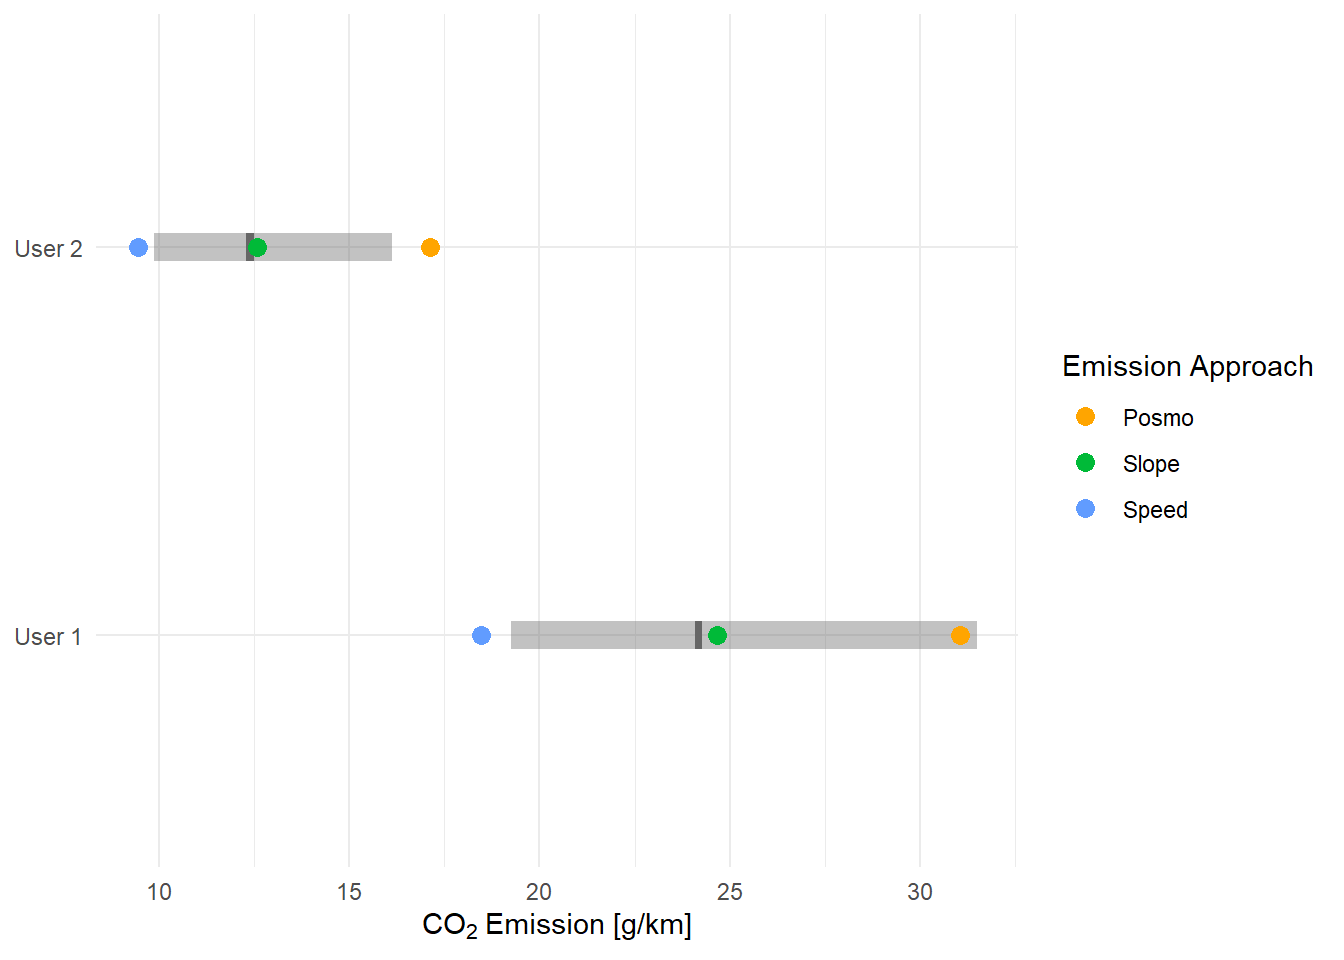 User 2
User 1
10 15 20 25 30
CO₂ Emission [g/km]
Emission Approach
Posmo
Slope
Speed